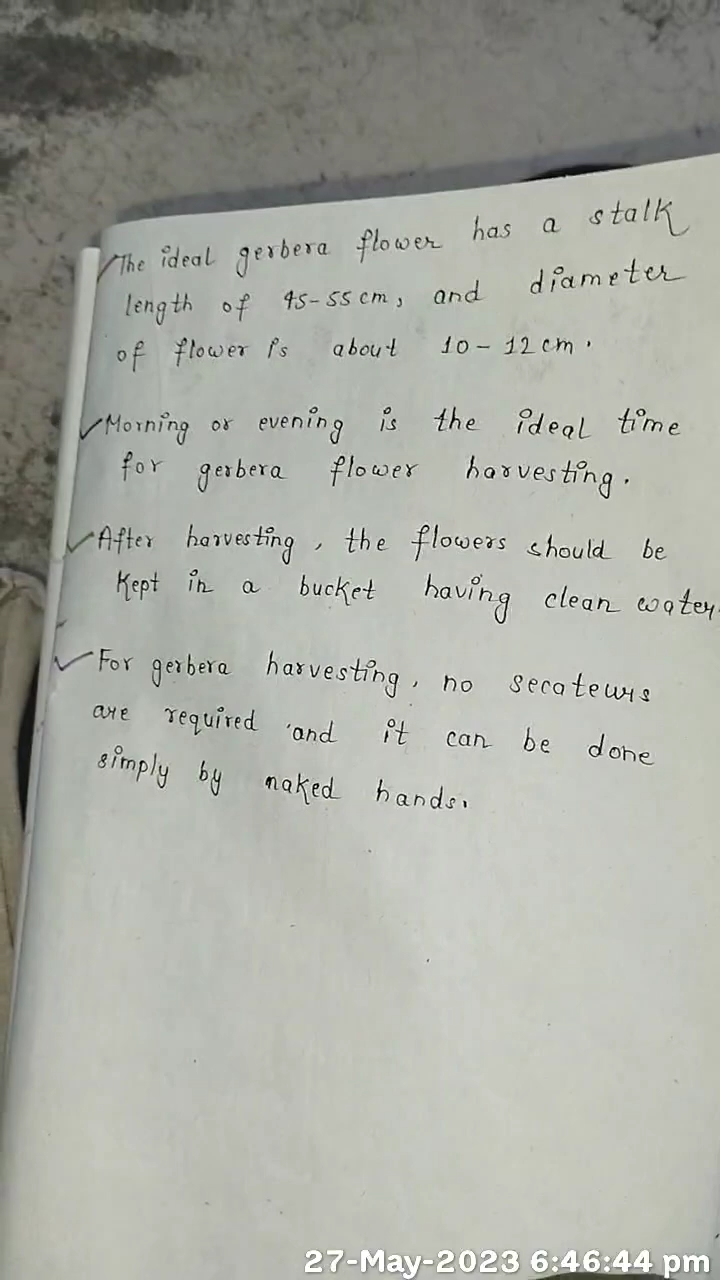 The ideal gerbera flower has a stalk
length of 45-55 cm, and diameter
of flower is about 10-12 cm.
Morning or evening is the ideal time
for gerbera flower harvesting.
After harvesting, the flowers should be
kept in a bucket having clean water.
For gerbera harvesting, no secateurs
are required and it can be done
simply by naked hands.
27-May-2023 6:46:44 pm